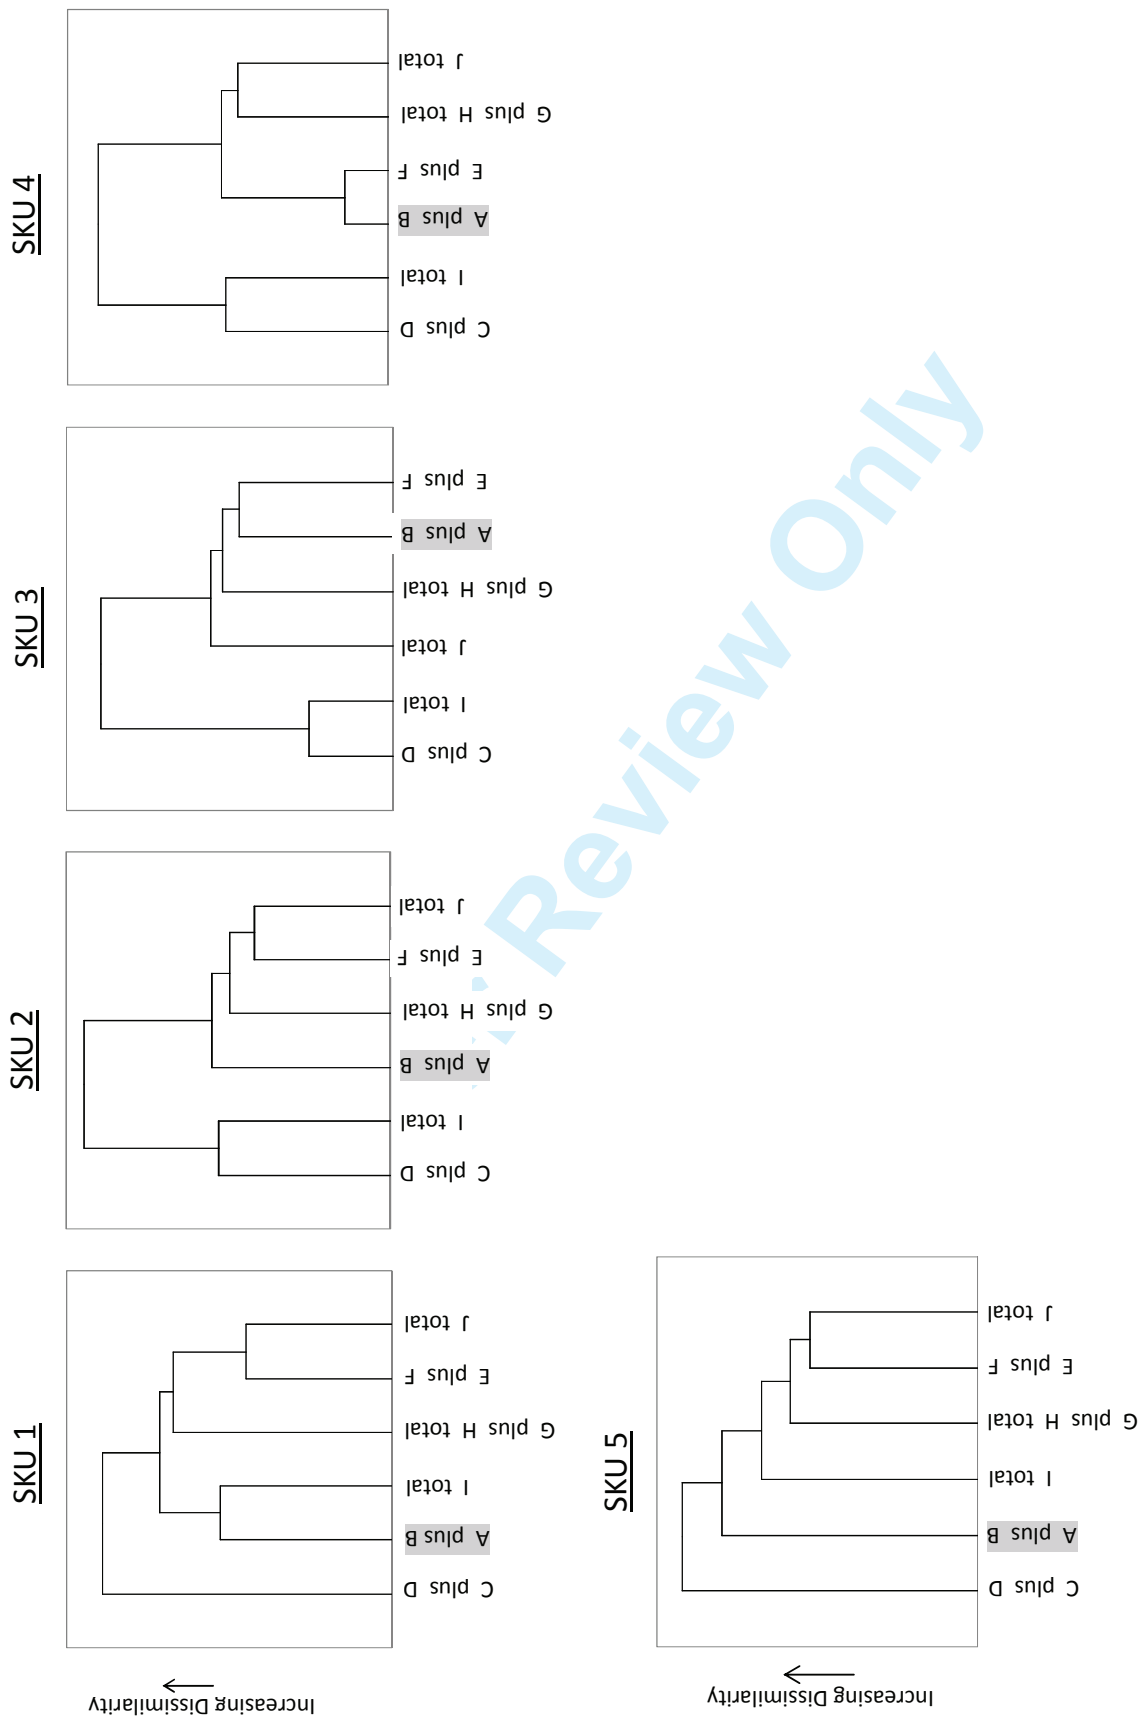 SKU 1
Increasing Dissimilarity
C plus D
A plus B
I total
G plus H total
E plus F
J total
SKU 2
C plus D
I total
A plus B
G plus H total
E plus F
J total
SKU 3
C plus D
I total
J total
G plus H total
A plus B
E plus F
SKU 4
C plus D
I total
A plus B
E plus F
G plus H total
J total
SKU 5
Increasing Dissimilarity
C plus D
A plus B
I total
G plus H total
E plus F
J total
Review Only